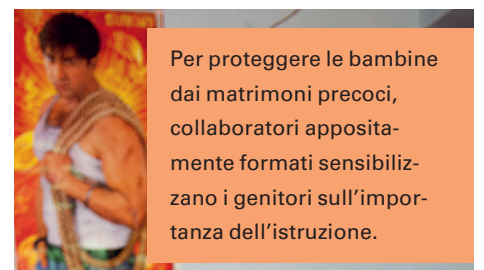 Per proteggere le bambine
dai matrimoni precoci,
collaboratori apposita-
mente formati sensibiliz-
zano i genitori sull'impor-
tanza dell'istruzione.